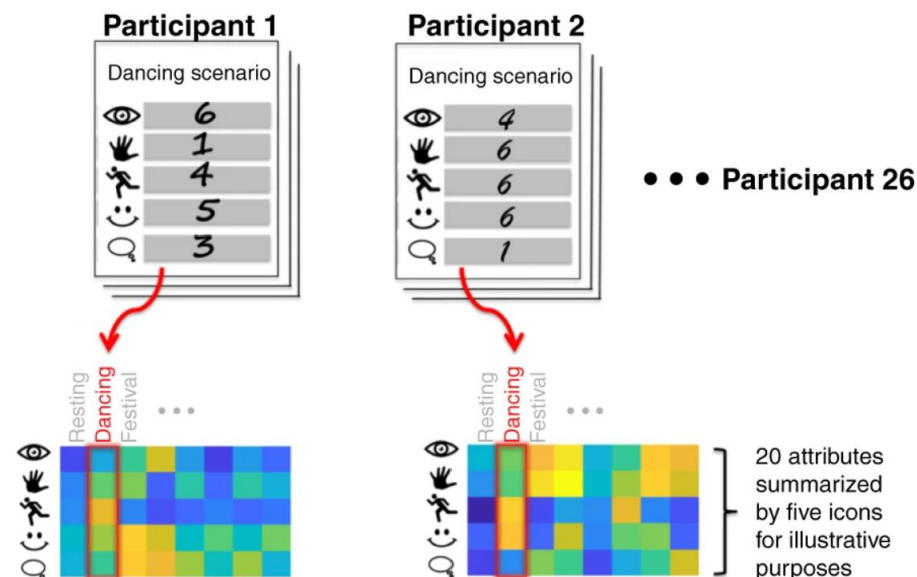 Participant 1
Participant 2
Dancing scenario
6
1
4
5
3
Dancing scenario
4
6
6
6
1
••• Participant 26
Resting
Dancing
Festival
•••
Resting
Dancing
Festival
•••
20 attributes
summarized
by five icons
for illustrative
purposes